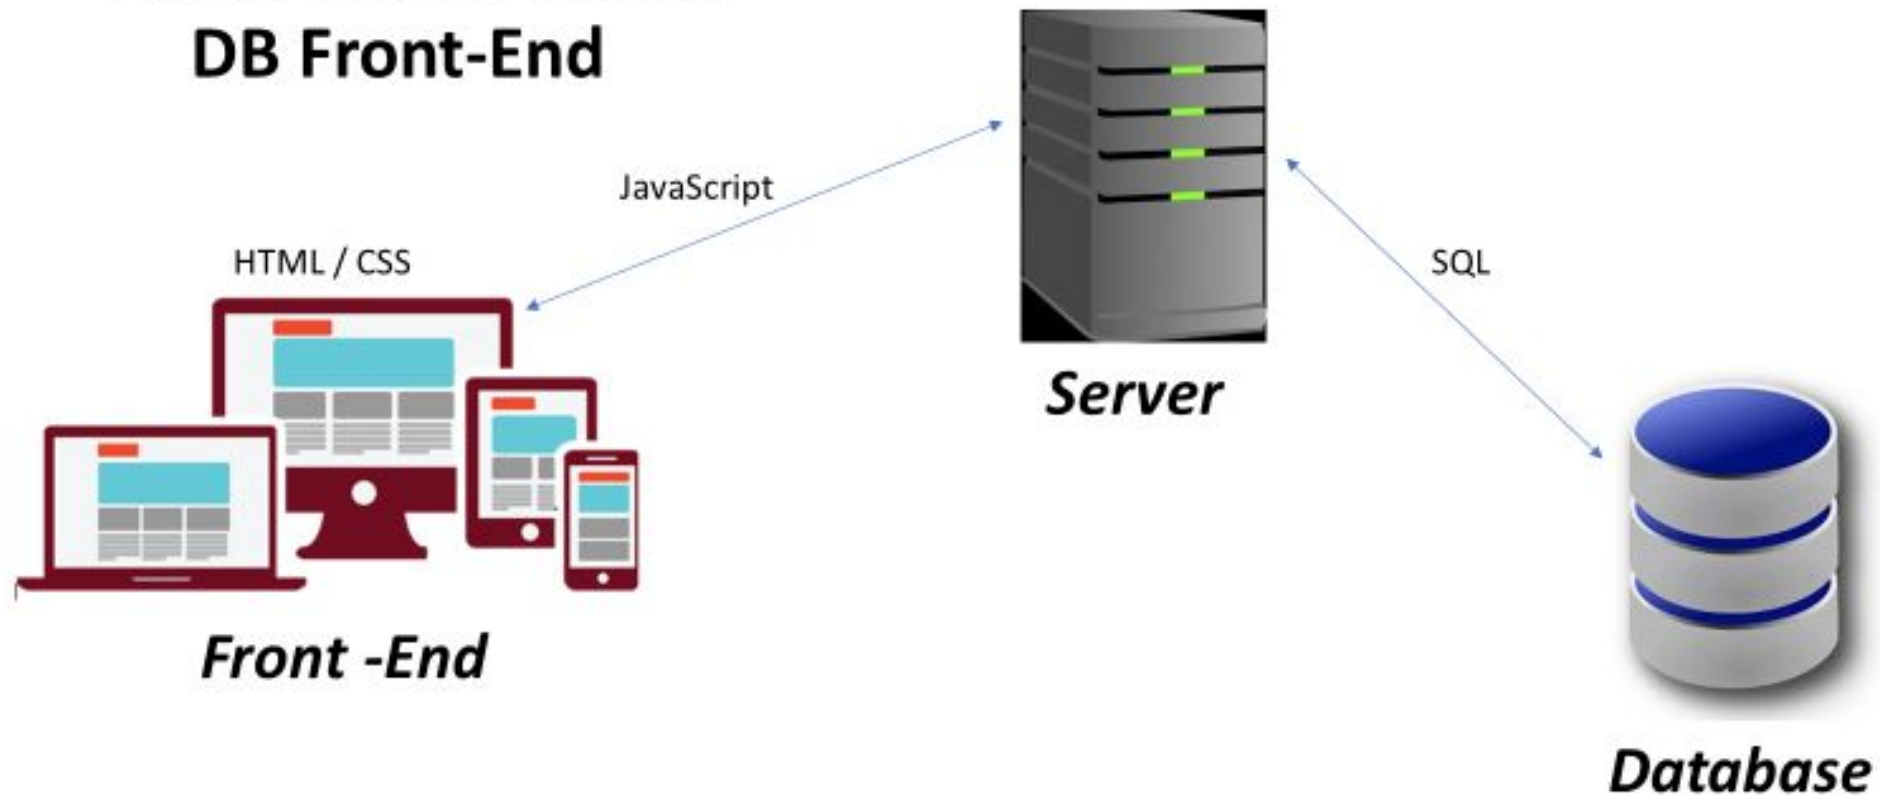 DB Front-End
JavaScript
HTML / CSS
SQL
Server
Front -End
Database